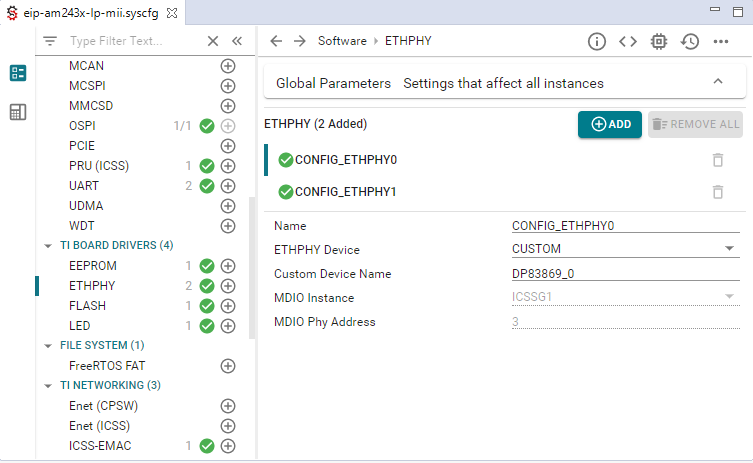 eip-am243x-lp-mii.syscfg
Type Filter Text...
Software ETHPHY
MCAN
MCSPI
MMCSD
OSPI 1/1
PCIE
PRU (ICSS) 1
UART 2
UDMA
WDT
TI BOARD DRIVERS (4)
EEPROM 1
ETHPHY 2
FLASH 1
LED 1
FILE SYSTEM (1)
FreeRTOS FAT
TI NETWORKING (3)
Enet (CPSW)
Enet (ICSS)
ICSS-EMAC 1
Global Parameters Settings that affect all instances
ETHPHY (2 Added) ADD REMOVE ALL
CONFIG_ETHPHY0
CONFIG_ETHPHY1
Name CONFIG_ETHPHY0
ETHPHY Device CUSTOM
Custom Device Name DP83869_0
MDIO Instance ICSSG1
MDIO Phy Address 3